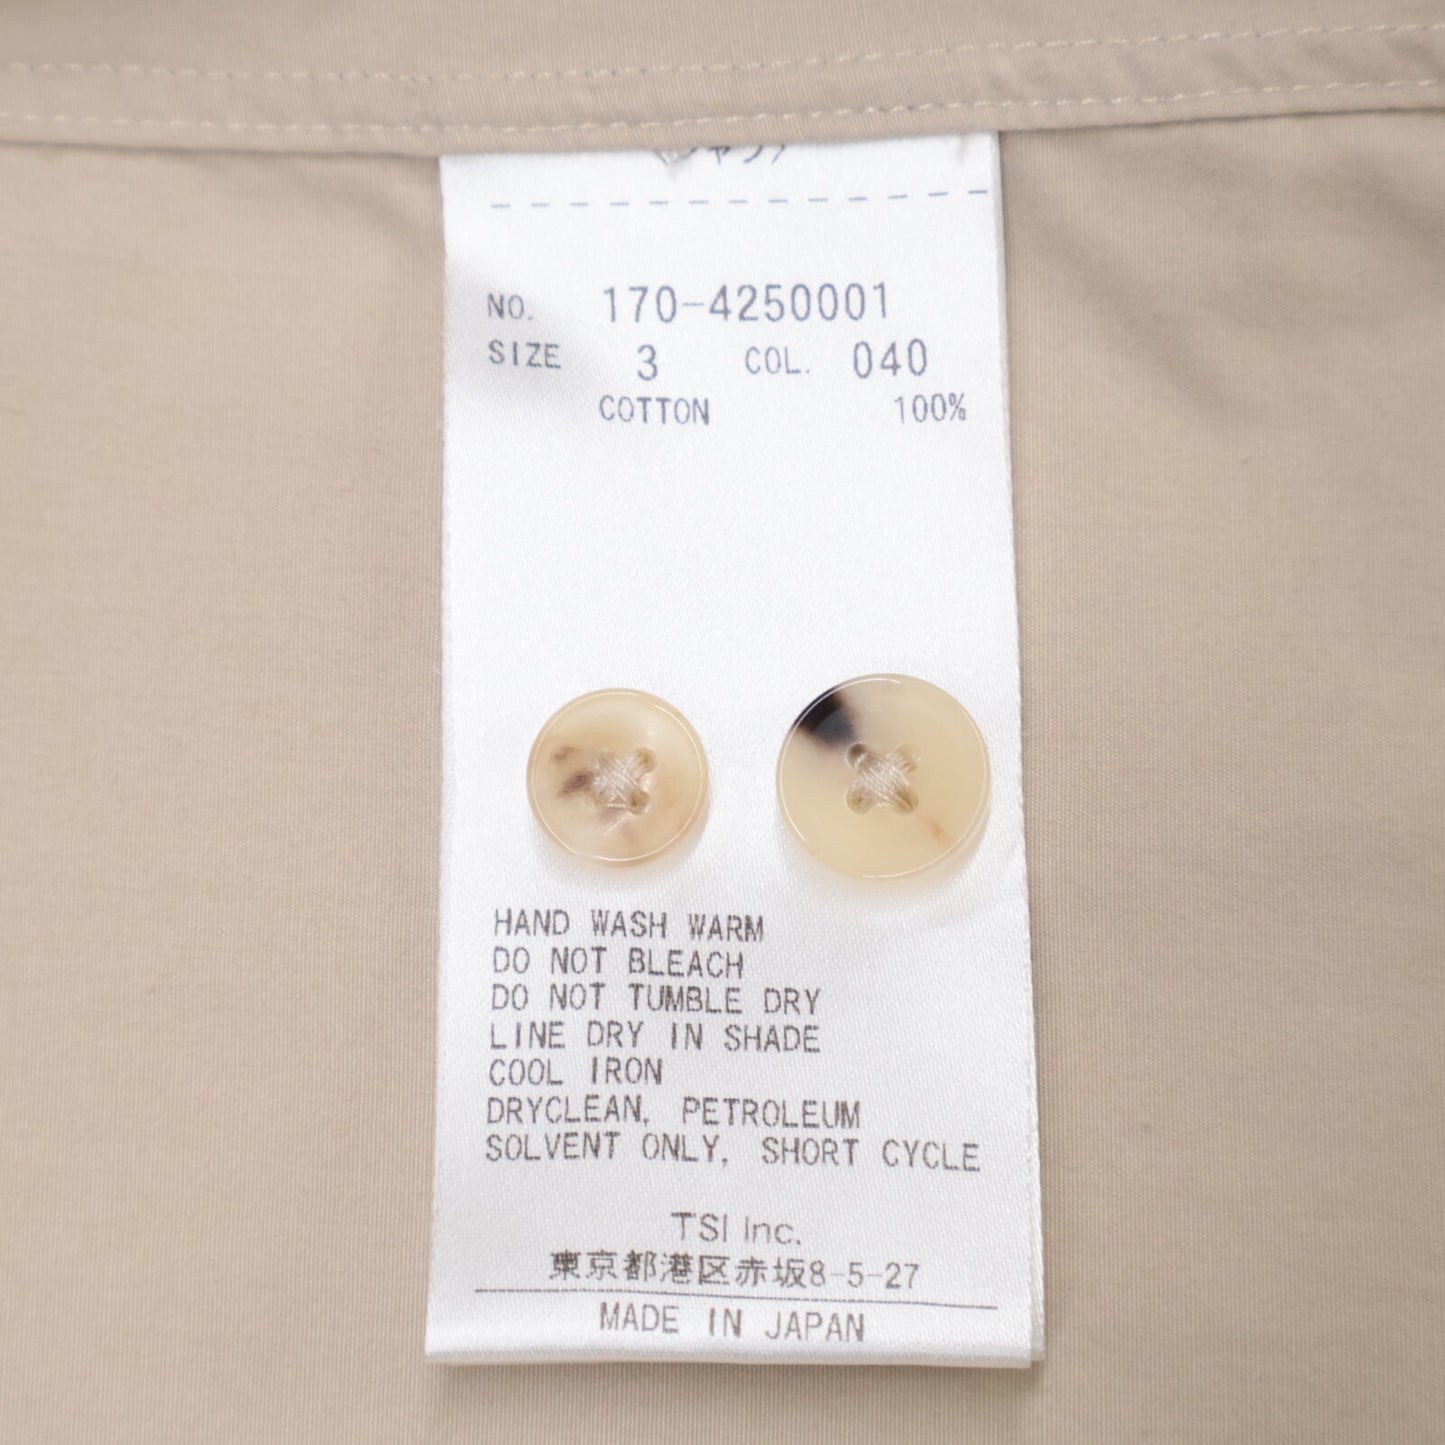 NO. 170-4250001
SIZE 3 COL. 040
COTTON 100%
HAND WASH WARM
DO NOT BLEACH
DO NOT TUMBLE DRY
LINE DRY IN SHADE
COOL IRON
DRYCLEAN, PETROLEUM
SOLVENT ONLY, SHORT CYCLE
TSI Inc.
東京都港区赤坂8-5-27
MADE IN JAPAN